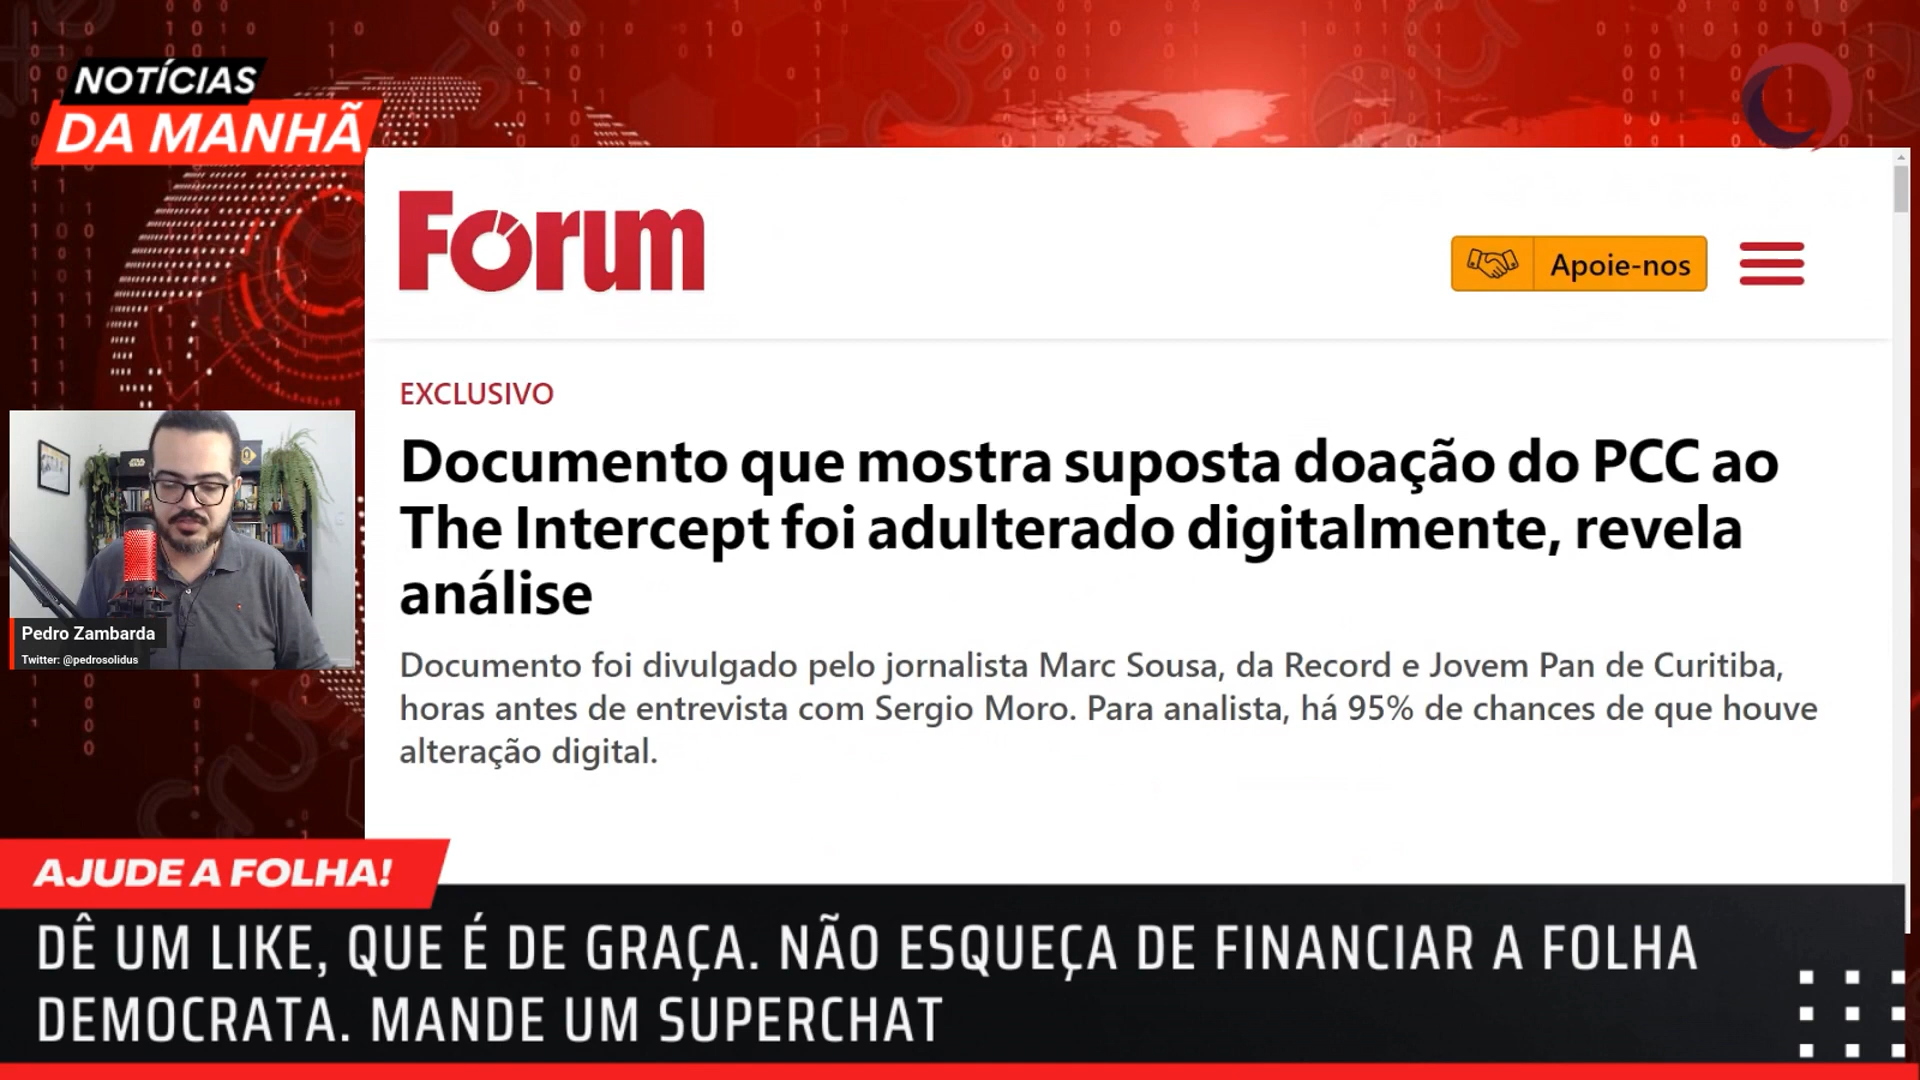 NOTÍCIAS
DA MANHÃ
Forum
Apoie-nos
EXCLUSIVO
Documento que mostra suposta doação do PCC ao
The Intercept foi adulterado digitalmente, revela
análise
Documento foi divulgado pelo jornalista Marc Sousa, da Record e Jovem Pan de Curitiba,
horas antes de entrevista com Sergio Moro. Para analista, há 95% de chances de que houve
alteração digital.
Pedro Zambarda
Twitter: @pedrosolidus
AJUDE A FOLHA!
DÊ UM LIKE, QUE É DE GRAÇA. NÃO ESQUEÇA DE FINANCIAR A FOLHA
DEMOCRATA. MANDE UM SUPERCHAT